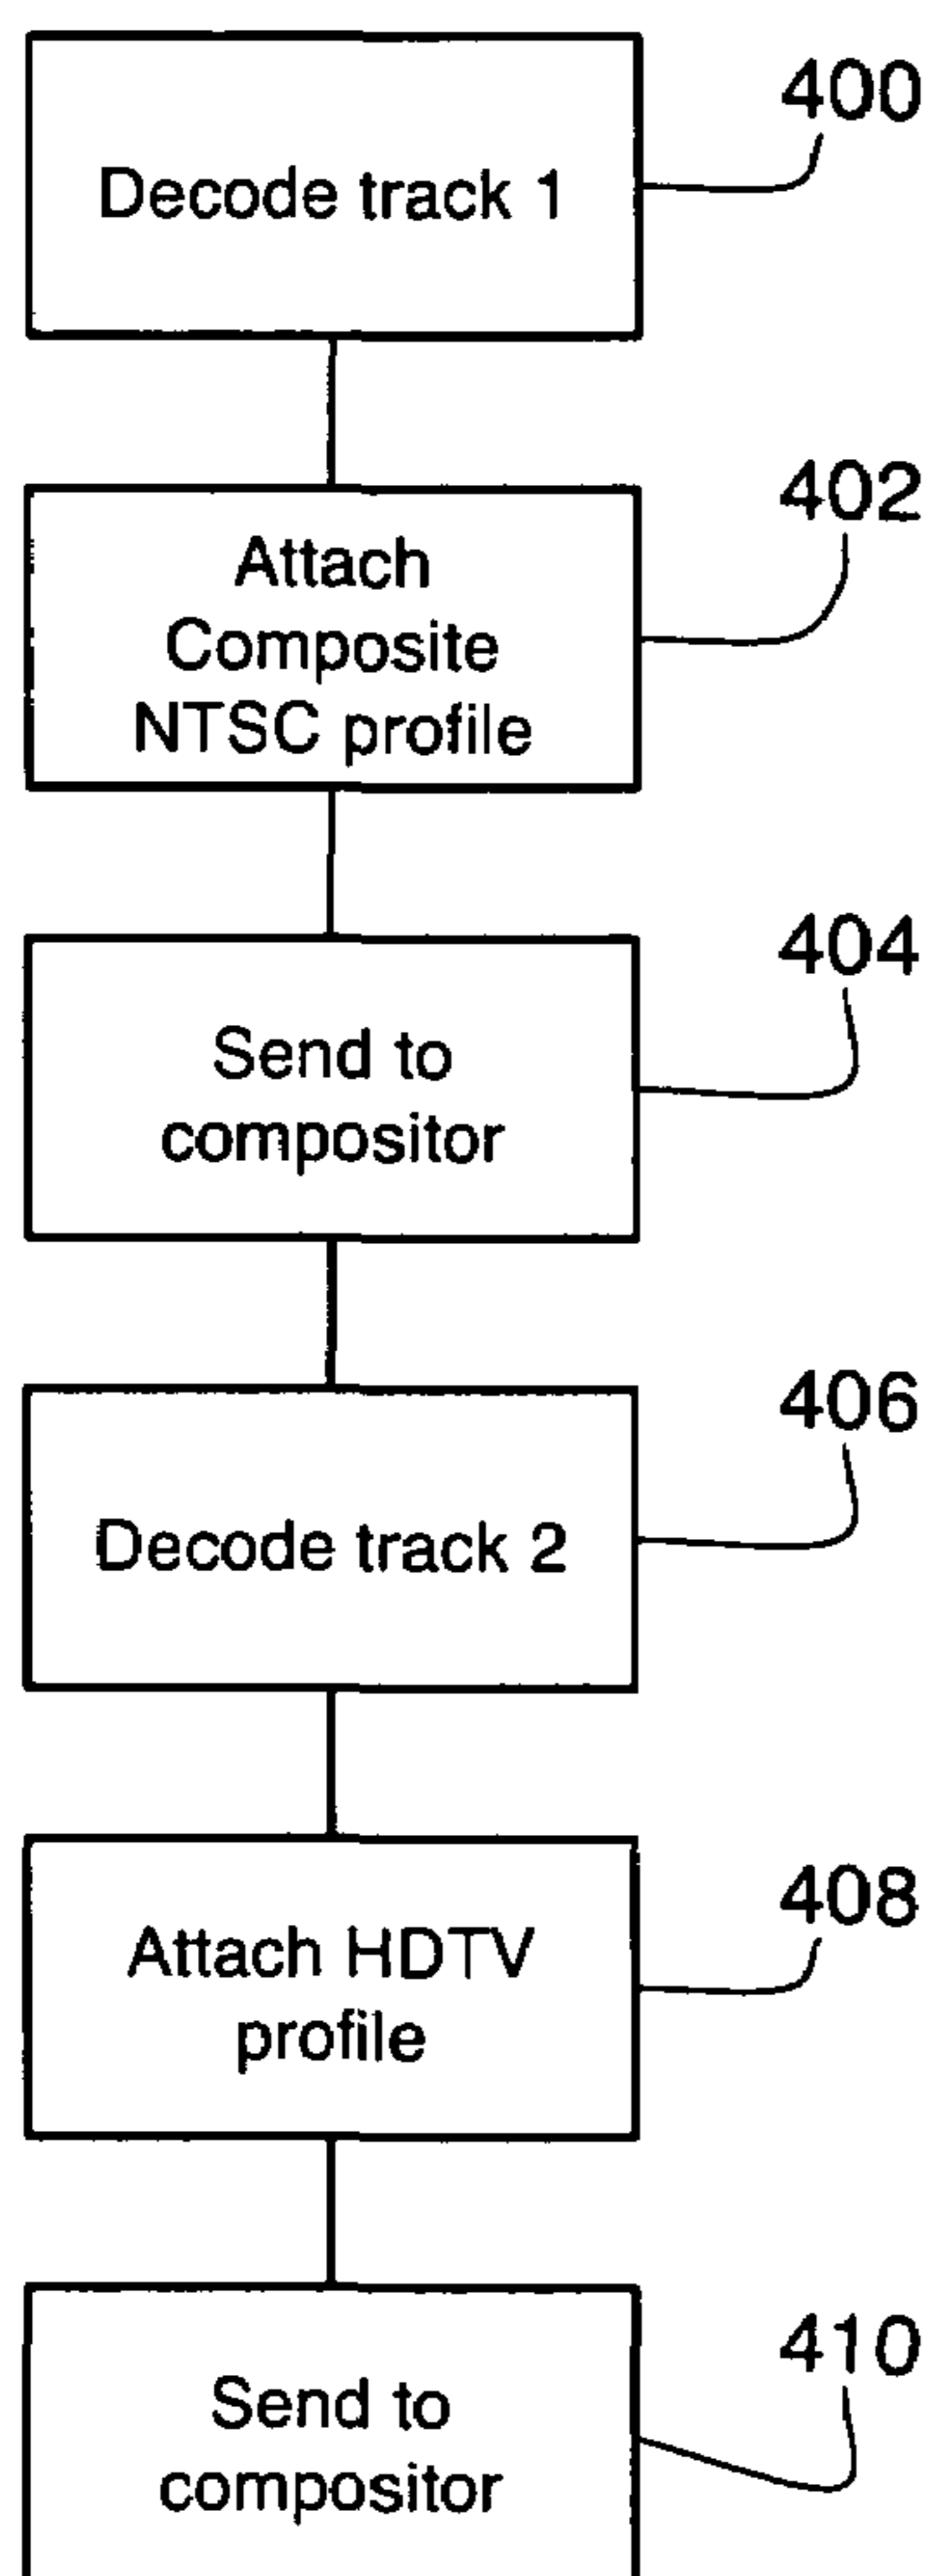 400
Decode track 1
402
Attach
Composite
NTSC profile
404
Send to
compositor
406
Decode track 2
408
Attach HDTV
profile
410
Send to
compositor